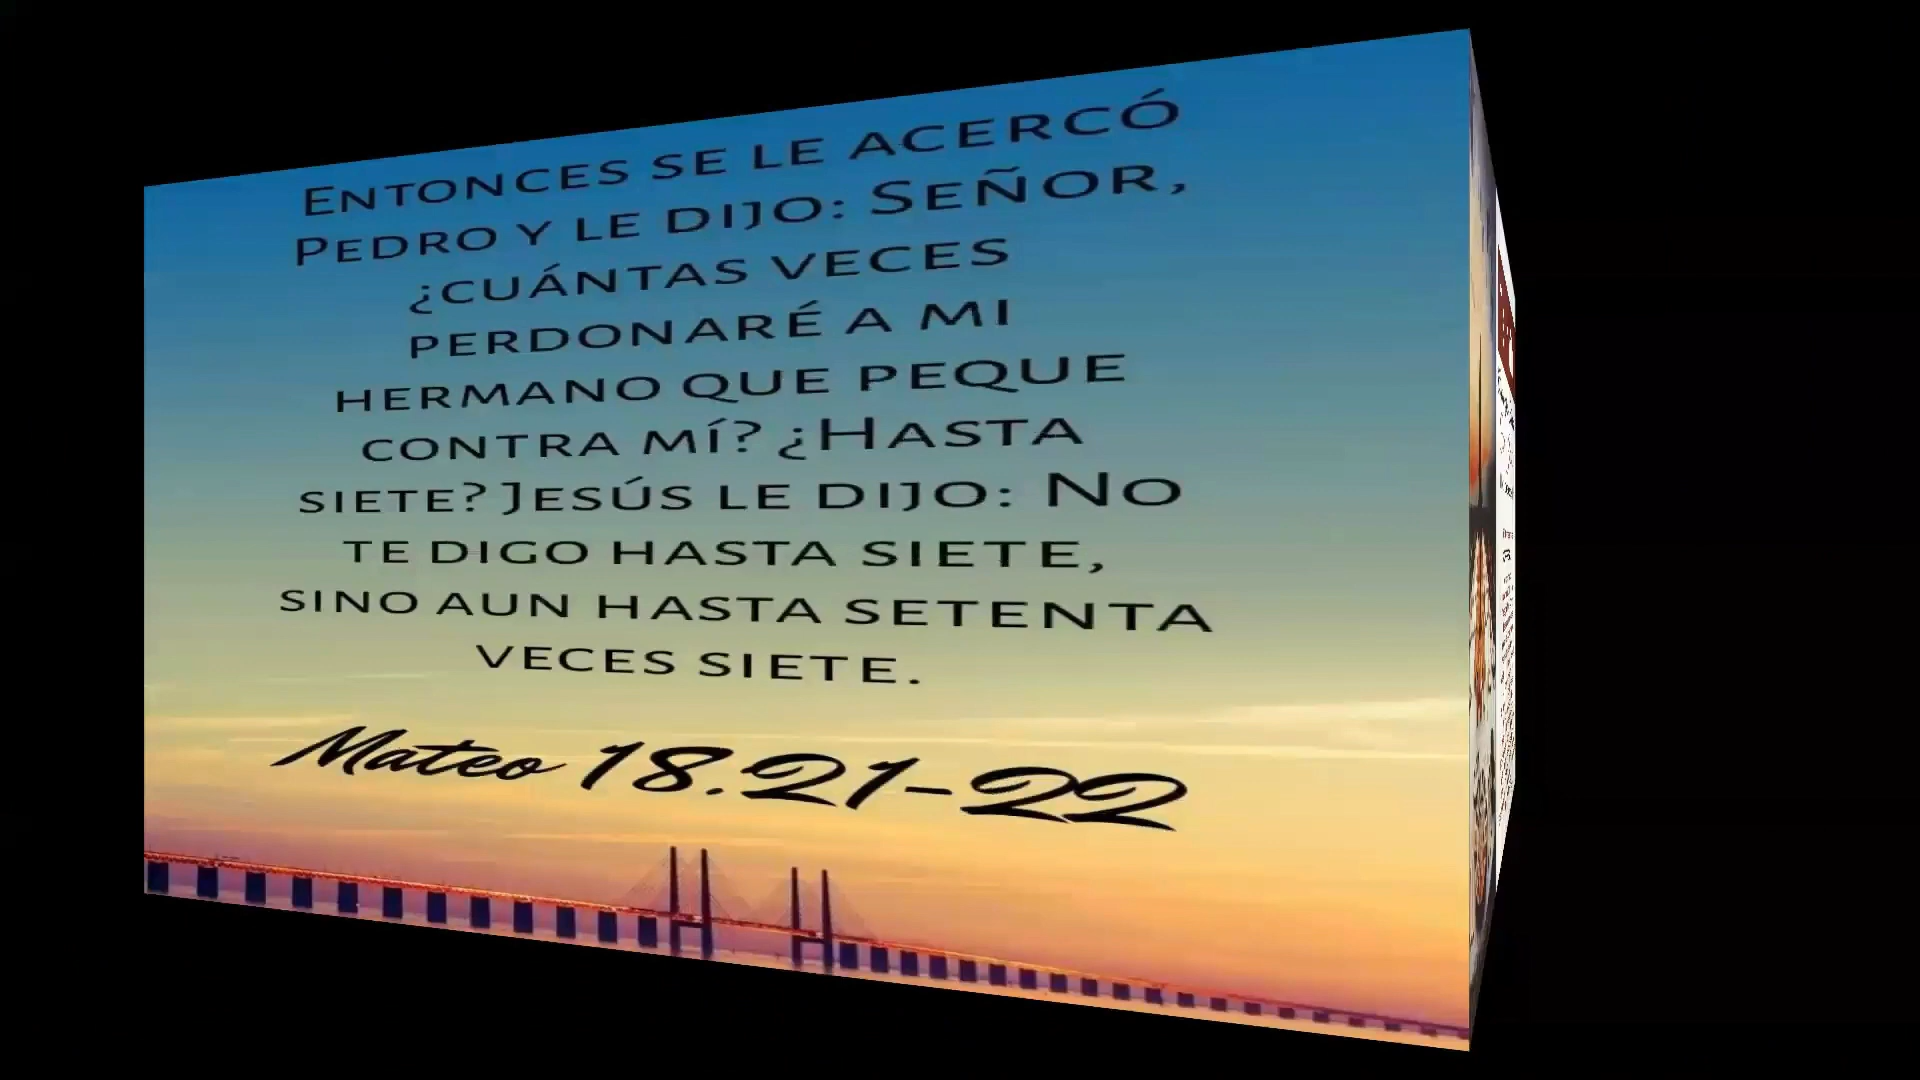 Entonces se le acercó
Pedro y le dijo: Señor,
¿cuántas veces
perdonaré a mi
hermano que peque
contra mí? ¿Hasta
siete? Jesús le dijo: No
te digo hasta siete,
sino aun hasta setenta
veces siete.
Mateo 18.21-22